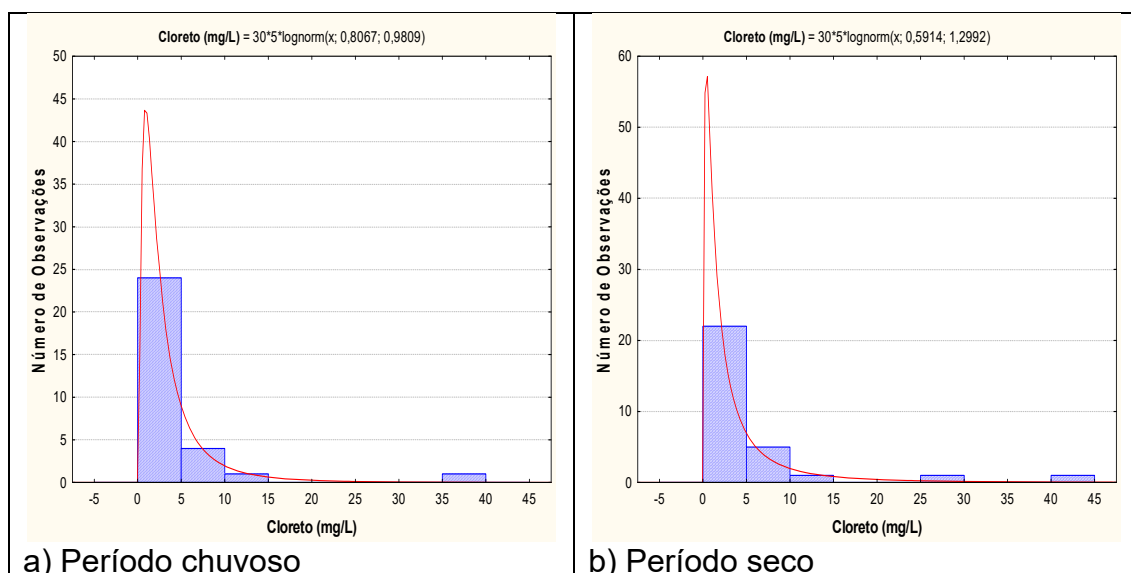 Cloreto (mg/L) = 30*5*lognorm(x; 0,8067; 0,9809)
50
45
40
35
30
25
20
15
10
5
0
Número de Observações
-5 0 5 10 15 20 25 30 35 40 45
Cloreto (mg/L)
a) Período chuvoso
Cloreto (mg/L) = 30*5*lognorm(x; 0,5914; 1,2992)
60
50
40
30
20
10
0
Número de Observações
-5 0 5 10 15 20 25 30 35 40 45
Cloreto (mg/L)
b) Período seco